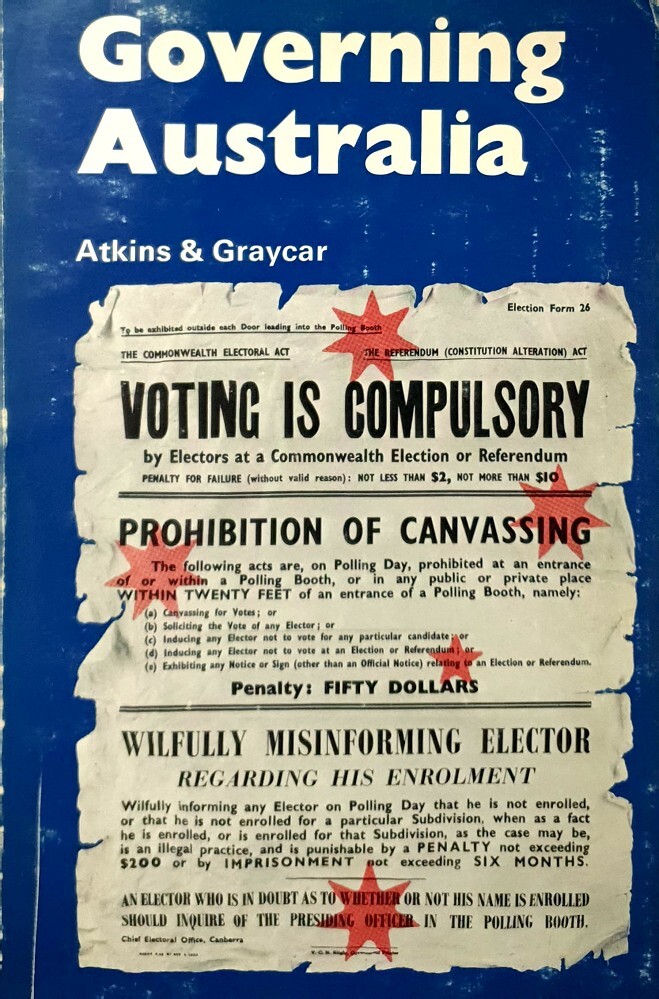 Governing
Australia
Atkins & Graycar
Election Form 26
To be exhibited outside each Door leading into the Polling Booth
THE COMMONWEALTH ELECTORAL ACT THE REFERENDUM (CONSTITUTION ALTERATION) ACT
VOTING IS COMPULSORY
by Electors at a Commonwealth Election or Referendum
PENALTY FOR FAILURE (without valid reason): NOT LESS THAN $2, NOT MORE THAN $10
PROHIBITION OF CANVASSING
The following acts are, on Polling Day, prohibited at an entrance
of or within a Polling Booth, or in any public or private place
WITHIN TWENTY FEET of an entrance of a Polling Booth, namely:
(a) Canvassing for Votes; or
(b) Soliciting the Vote of any Elector; or
(c) Inducing any Elector not to vote for any particular candidate; or
(d) Inducing any Elector not to vote at an Election or Referendum; or
(e) Exhibiting any Notice or Sign (other than an Official Notice) relating to an Election or Referendum.
Penalty: FIFTY DOLLARS
WILFULLY MISINFORMING ELECTOR
REGARDING HIS ENROLMENT
Wilfully informing any Elector on Polling Day that he is not enrolled,
or that he is not enrolled for a particular Subdivision, when as a fact
he is enrolled, or is enrolled for that Subdivision, as the case may be,
is an illegal practice, and is punishable by a PENALTY not exceeding
$200 or by IMPRISONMENT not exceeding SIX MONTHS.
AN ELECTOR WHO IS IN DOUBT AS TO WHETHER OR NOT HIS NAME IS ENROLLED
SHOULD INQUIRE OF THE PRESIDING OFFICER IN THE POLLING BOOTH.
Chief Electoral Office, Canberra